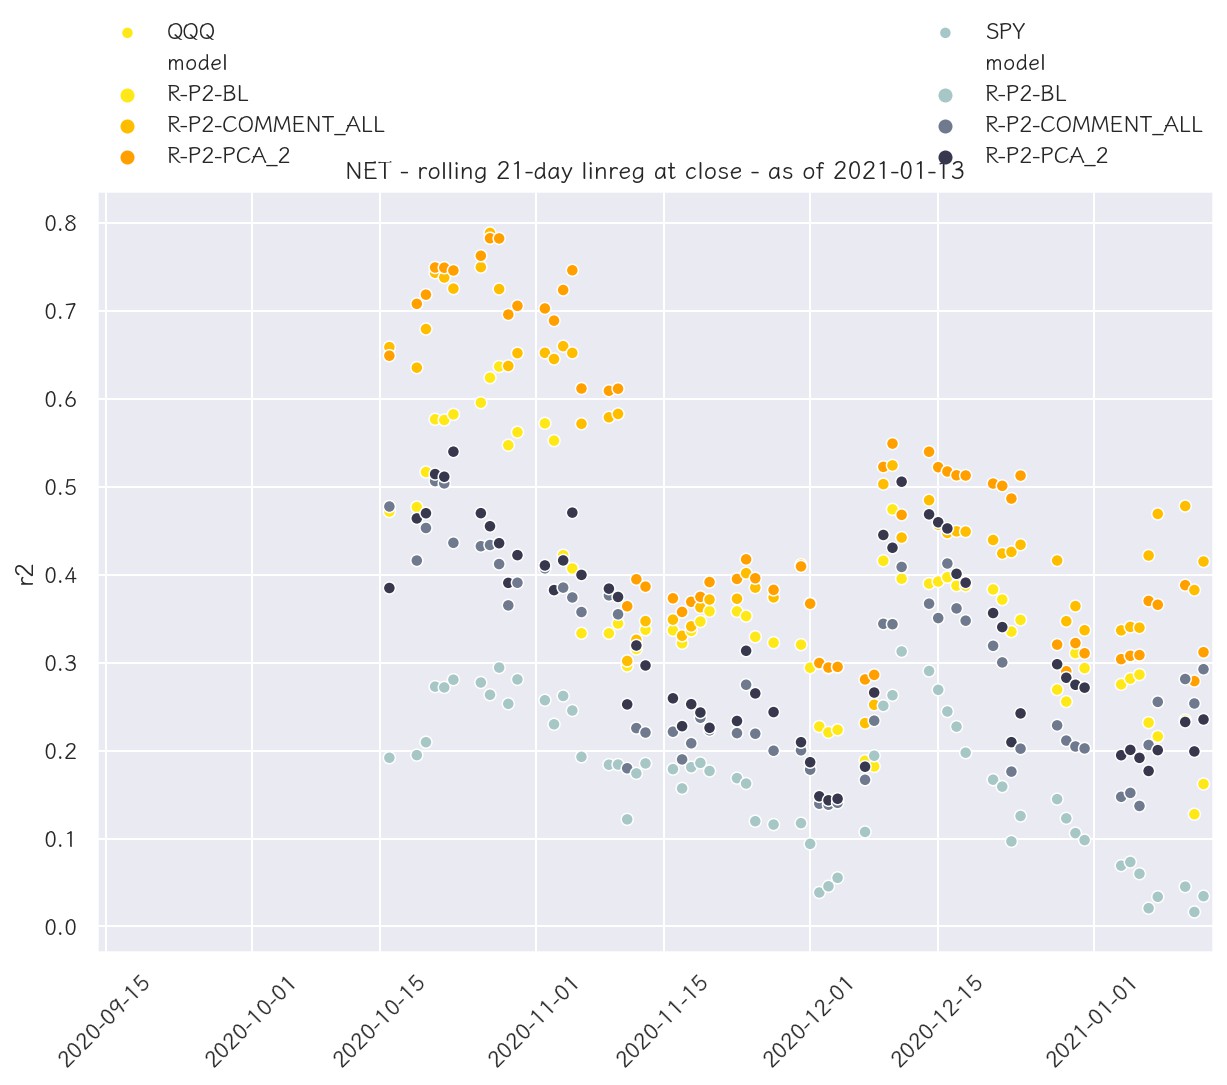 QQQ
model
R-P2-BL
R-P2-COMMENT_ALL
R-P2-PCA_2
SPY
model
R-P2-BL
R-P2-COMMENT_ALL
R-P2-PCA_2
NET - rolling 21-day linreg at close - as of 2021-01-13
r2
0.8
0.7
0.6
0.5
0.4
0.3
0.2
0.1
0.0
2020-09-15
2020-10-01
2020-10-15
2020-11-01
2020-11-15
2020-12-01
2020-12-15
2021-01-01